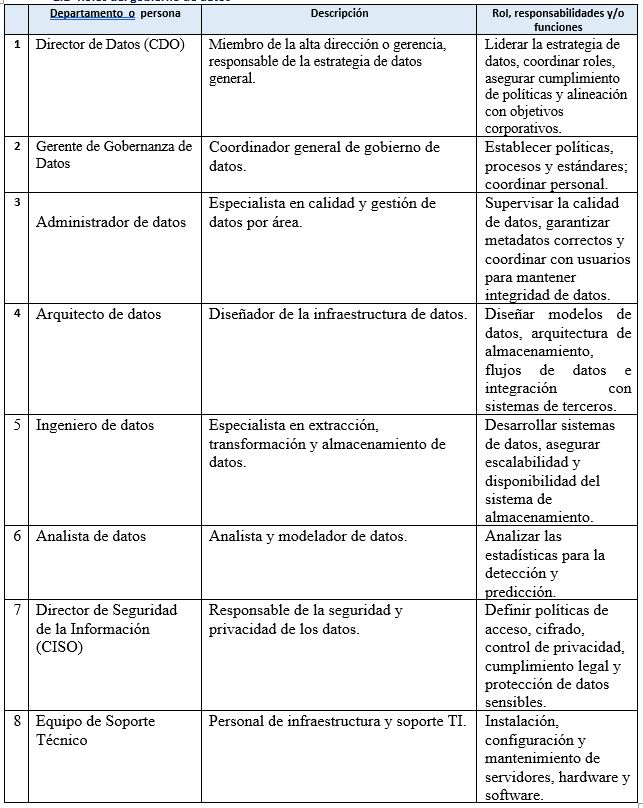 Departamento o persona
Descripción
Rol, responsabilidades y/o
funciones
1
Director de Datos (CDO)
Miembro de la alta dirección o gerencia,
responsable de la estrategia de datos
general.
Liderar la estrategia de
datos, coordinar roles,
asegurar cumplimiento
de políticas y alineación
con objetivos
corporativos.
2
Gerente de Gobernanza de
Datos
Coordinador general de gobierno de
datos.
Establecer políticas,
procesos y estándares;
coordinar personal.
3
Administrador de datos
Especialista en calidad y gestión de
datos por área.
Supervisar la calidad
de datos, garantizar
metadatos correctos y
coordinar con usuarios
para mantener
integridad de datos.
4
Arquitecto de datos
Diseñador de la infraestructura de datos.
Diseñar modelos de
datos, arquitectura de
almacenamiento,
flujos de datos e
integración con
sistemas de terceros.
5
Ingeniero de datos
Especialista en extracción,
transformación y almacenamiento de
datos.
Desarrollar sistemas
de datos, asegurar
escalabilidad y
disponibilidad del
sistema de
almacenamiento.
6
Analista de datos
Analista y modelador de datos.
Analizar las
estadísticas para la
detección y
predicción.
7
Director de Seguridad
de la Información
(CISO)
Responsable de la seguridad y
privacidad de los datos.
Definir políticas de
acceso, cifrado,
control de privacidad,
cumplimiento legal y
protección de datos
sensibles.
8
Equipo de Soporte
Técnico
Personal de infraestructura y soporte TI.
Instalación,
configuración y
mantenimiento de
servidores, hardware y
software.